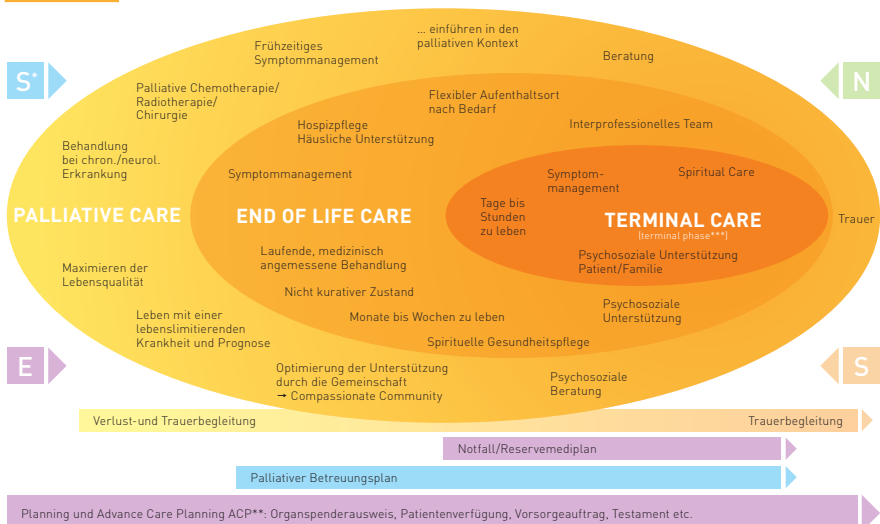 ... einführen in den
palliativen Kontext
Frühzeitiges
Symptommanagement
Beratung
S*
N
Palliative Chemotherapie/
Radiotherapie/
Chirurgie
Flexibler Aufenthaltsort
nach Bedarf
Hospizpflege
Häusliche Unterstützung
Interprofessionelles Team
Behandlung
bei chron./neurol.
Erkrankung
Symptommanagement
Symptom-
management
Spiritual Care
Tage bis
Stunden
zu leben
PALLIATIVE CARE
END OF LIFE CARE
TERMINAL CARE
(terminal phase***)
Trauer
Laufende, medizinisch
angemessene Behandlung
Psychosoziale Unterstützung
Patient/Familie
Maximieren der
Lebensqualität
Nicht kurativer Zustand
Psychosoziale
Unterstützung
Leben mit einer
lebenslimitierenden
Krankheit und Prognose
Monate bis Wochen zu leben
Spirituelle Gesundheitspflege
E
S
Optimierung der Unterstützung
durch die Gemeinschaft
→ Compassionate Community
Psychosoziale
Beratung
Verlust-und Trauerbegleitung
Trauerbegleitung
Notfall/Reservemediplan
Palliativer Betreuungsplan
Planning und Advance Care Planning ACP**: Organspenderausweis, Patientenverfügung, Vorsorgeauftrag, Testament etc.